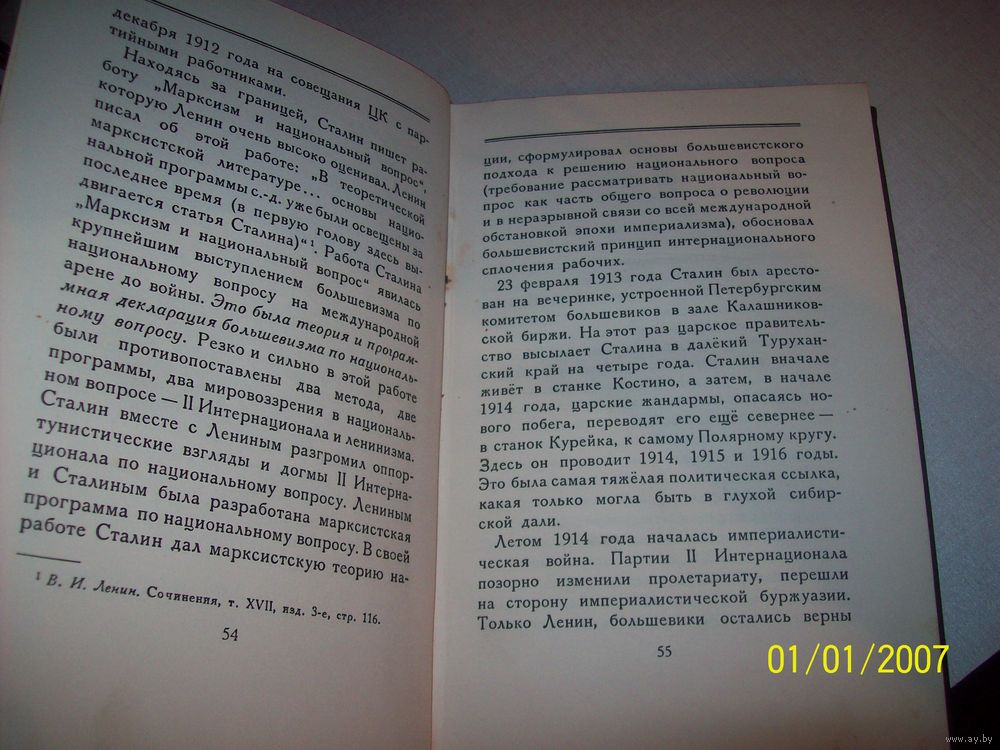 декабря 1912 года на совещания ЦК с пар-
тийными работниками.
Находясь за границей, Сталин пишет ра-
боту „Марксизм и национальный вопрос“,
которую Ленин очень высоко оценивал. Ленин
писал об этой работе: „В теоретической
марксистской литературе... основы нацио-
нальной программы с.-д. уже были освещены за
последнее время (в первую голову здесь вы-
двигается статья Сталина)“¹. Работа Сталина
„Марксизм и национальный вопрос“ явилась
крупнейшим выступлением большевизма по
национальному вопросу на международной
арене до войны. Это была теория и програм-
мная декларация большевизма по националь-
ному вопросу. Резко и сильно в этой работе
были противопоставлены два метода, две
программы, два мировоззрения в националь-
ном вопросе — II Интернационала и ленинизма.
Сталин вместе с Лениным разгромил оппор-
тунистические взгляды и догмы II Интерна-
ционала по национальному вопросу. Лениным
и Сталиным была разработана марксистская
программа по национальному вопросу. В своей
работе Сталин дал марксистскую теорию на-
¹ В. И. Ленин. Сочинения, т. XVII, изд. 3-е, стр. 116.
54
ции, сформулировал основы большевистского
подхода к решению национального вопроса
(требование рассматривать национальный во-
прос как часть общего вопроса о революции
и в неразрывной связи со всей международной
обстановкой эпохи империализма), обосновал
большевистский принцип интернационального
сплочения рабочих.
23 февраля 1913 года Сталин был аресто-
ван на вечеринке, устроенной Петербургским
комитетом большевиков в зале Калашников-
ской биржи. На этот раз царское правитель-
ство высылает Сталина в далёкий Турухан-
ский край на четыре года. Сталин вначале
живёт в станке Костино, а затем, в начале
1914 года, царские жандармы, опасаясь но-
вого побега, переводят его ещё севернее —
в станок Курейка, к самому Полярному кругу.
Здесь он проводит 1914, 1915 и 1916 годы.
Это была самая тяжёлая политическая ссылка,
какая только могла быть в глухой сибир-
ской дали.
Летом 1914 года началась империалисти-
ческая война. Партии II Интернационала
позорно изменили пролетариату, перешли
на сторону империалистической буржуазии.
Только Ленин, большевики остались верны
55
01/01/2007
www.ay.by